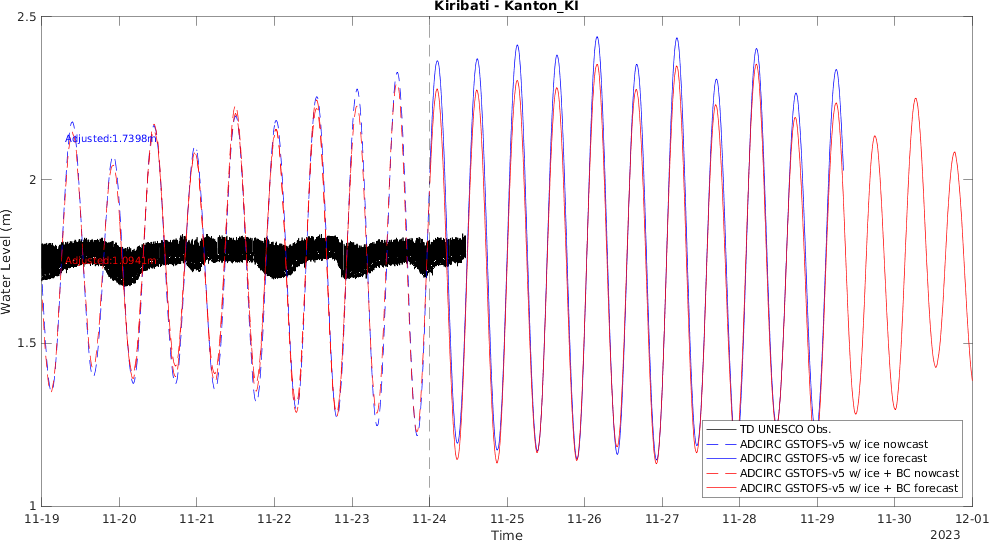 Kiribati - Kanton_KI
2.5
2
1.5
1
Water Level (m)
Adjusted:1.7398m
Adjusted:1.0941m
TD UNESCO Obs.
ADCIRC GSTOFS-v5 w/ ice nowcast
ADCIRC GSTOFS-v5 w/ ice forecast
ADCIRC GSTOFS-v5 w/ ice + BC nowcast
ADCIRC GSTOFS-v5 w/ ice + BC forecast
11-19 11-20 11-21 11-22 11-23 11-24 11-25 11-26 11-27 11-28 11-29 11-30 12-01
Time
2023